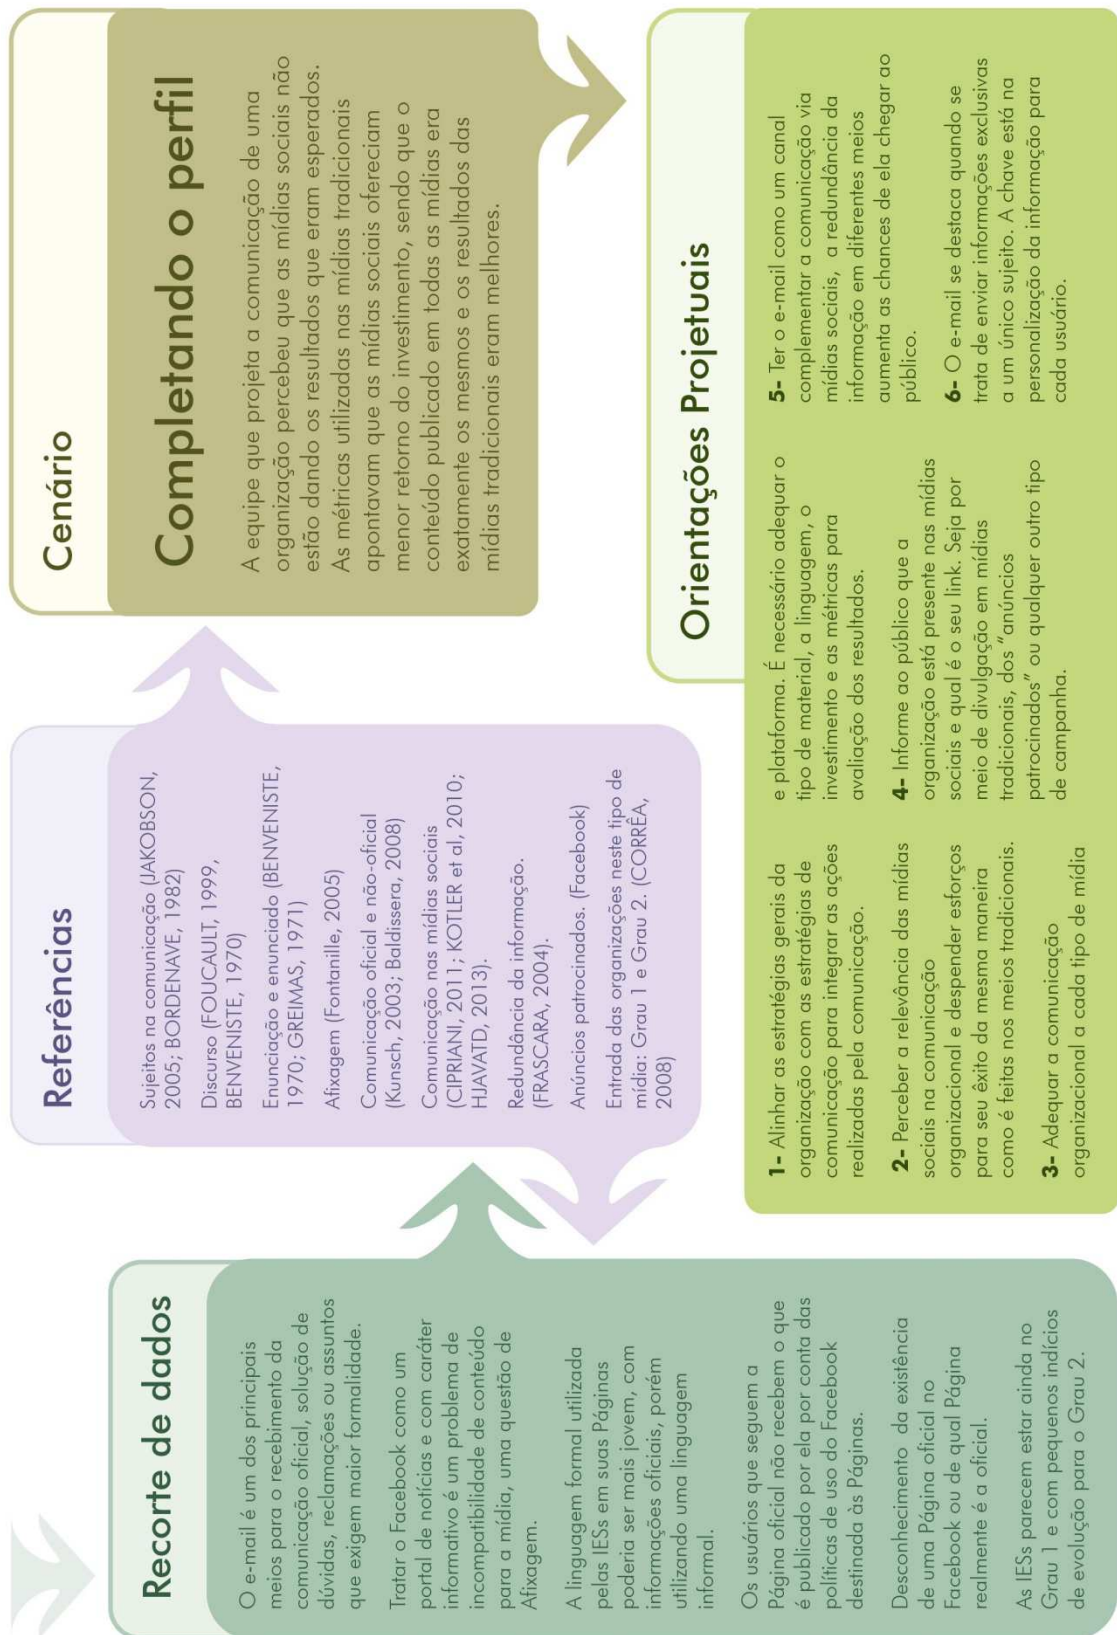 Recorte de dados
O e-mail é um dos principais
meios para o recebimento da
comunicação oficial, solução de
dúvidas, reclamações ou assuntos
que exigem maior formalidade.
Tratar o Facebook como um
portal de notícias e com caráter
informativo é um problema de
incompatibilidade de conteúdo
para a mídia, uma questão de
Afixagem.
A linguagem formal utilizada
pelas IESs em suas Páginas
poderia ser mais jovem, com
informações oficiais, porém
utilizando uma linguagem
informal.
Os usuários que seguem a
Página oficial não recebem o que
é publicado por ela por conta das
políticas de uso do Facebook
destinada às Páginas.
Desconhecimento da existência
de uma Página oficial no
Facebook ou de qual Página
realmente é a oficial.
As IESs parecem estar ainda no
Grau 1 e com pequenos indícios
de evolução para o Grau 2.
Referências
Sujeitos na comunicação (JAKOBSON,
2005; BORDENAVE, 1982)
Discurso (FOUCAULT, 1999,
BENVENISTE, 1970)
Enunciação e enunciado (BENVENISTE,
1970; GREIMAS, 1971)
Afixagem (Fontanille, 2005)
Comunicação oficial e não-oficial
(Kunsch, 2003; Baldissera, 2008)
Comunicação nas mídias sociais
(CIPRIANI, 2011; KOTLER et al, 2010;
HJAVATD, 2013).
Redundância da informação.
(FRASCARA, 2004).
Anúncios patrocinados. (Facebook)
Entrada das organizações neste tipo de
mídia: Grau 1 e Grau 2. (CORRÊA,
2008)
Cenário
Completando o perfil
A equipe que projeta a comunicação de uma
organização percebeu que as mídias sociais não
estão dando os resultados que eram esperados.
As métricas utilizadas nas mídias tradicionais
apontavam que as mídias sociais ofereciam
menor retorno do investimento, sendo que o
conteúdo publicado em todas as mídias era
exatamente os mesmos e os resultados das
mídias tradicionais eram melhores.
Orientações Projetuais
1- Alinhar as estratégias gerais da
organização com as estratégias de
comunicação para integrar as ações
realizadas pela comunicação.
2- Perceber a relevância das mídias
sociais na comunicação
organizacional e despender esforços
para seu êxito da mesma maneira
como é feitas nos meios tradicionais.
3- Adequar a comunicação
organizacional a cada tipo de mídia
e plataforma. É necessário adequar o
tipo de material, a linguagem, o
investimento e as métricas para
avaliação dos resultados.
4- Informe ao público que a
organização está presente nas mídias
sociais e qual é o seu link. Seja por
meio de divulgação em mídias
tradicionais, dos "anúncios
patrocinados" ou qualquer outro tipo
de campanha.
5- Ter o e-mail como um canal
complementar a comunicação via
mídias sociais, a redundância da
informação em diferentes meios
aumenta as chances de ela chegar ao
público.
6- O e-mail se destaca quando se
trata de enviar informações exclusivas
a um único sujeito. A chave está na
personalização da informação para
cada usuário.